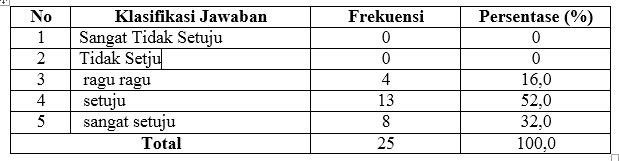 No Klasifikasi Jawaban Frekuensi Persentase (%)
1 Sangat Tidak Setuju 0 0
2 Tidak Setju 0 0
3 ragu ragu 4 16,0
4 setuju 13 52,0
5 sangat setuju 8 32,0
Total 25 100,0